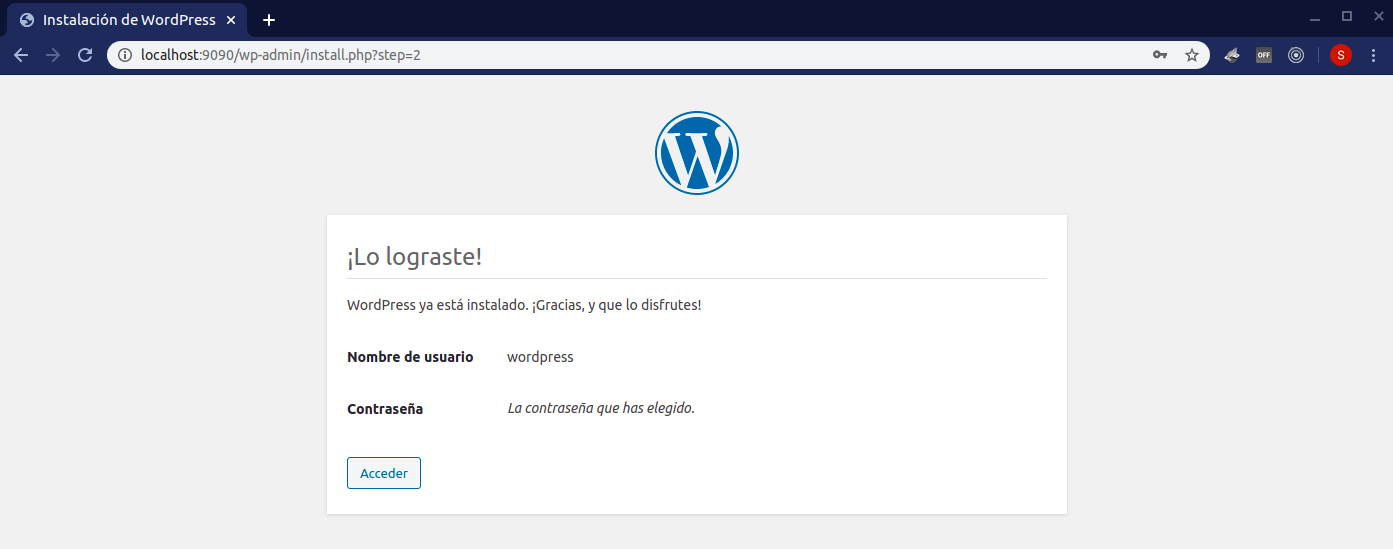 Instalación de WordPress
localhost:9090/wp-admin/install.php?step=2
OFF
S
W
¡Lo lograste!
WordPress ya está instalado. ¡Gracias, y que lo disfrutes!
Nombre de usuario wordpress
Contraseña La contraseña que has elegido.
Acceder